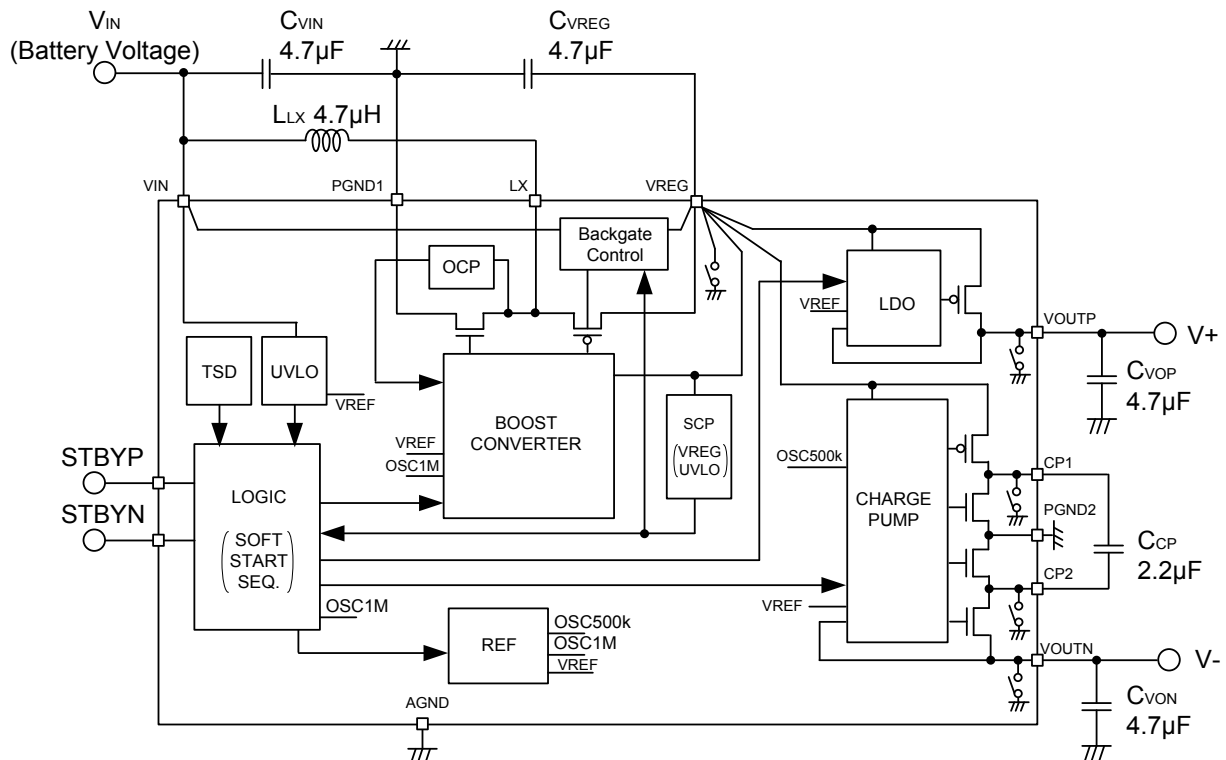 VIN
(Battery Voltage)
CVIN
4.7µF
CVREG
4.7µF
LLX 4.7µH
VIN
PGND1
LX
VREG
Backgate
Control
OCP
LDO
VREF
VOUTP
V+
CVOP
4.7µF
TSD
UVLO
VREF
BOOST
CONVERTER
VREF
OSC1M
SCP
(VREG
UVLO)
STBYP
STBYN
LOGIC
(SOFT
START
SEQ.)
OSC1M
OSC500k
CHARGE
PUMP
VREF
CP1
PGND2
CP2
CCP
2.2µF
REF
OSC500k
OSC1M
VREF
VOUTN
V-
CVON
4.7µF
AGND